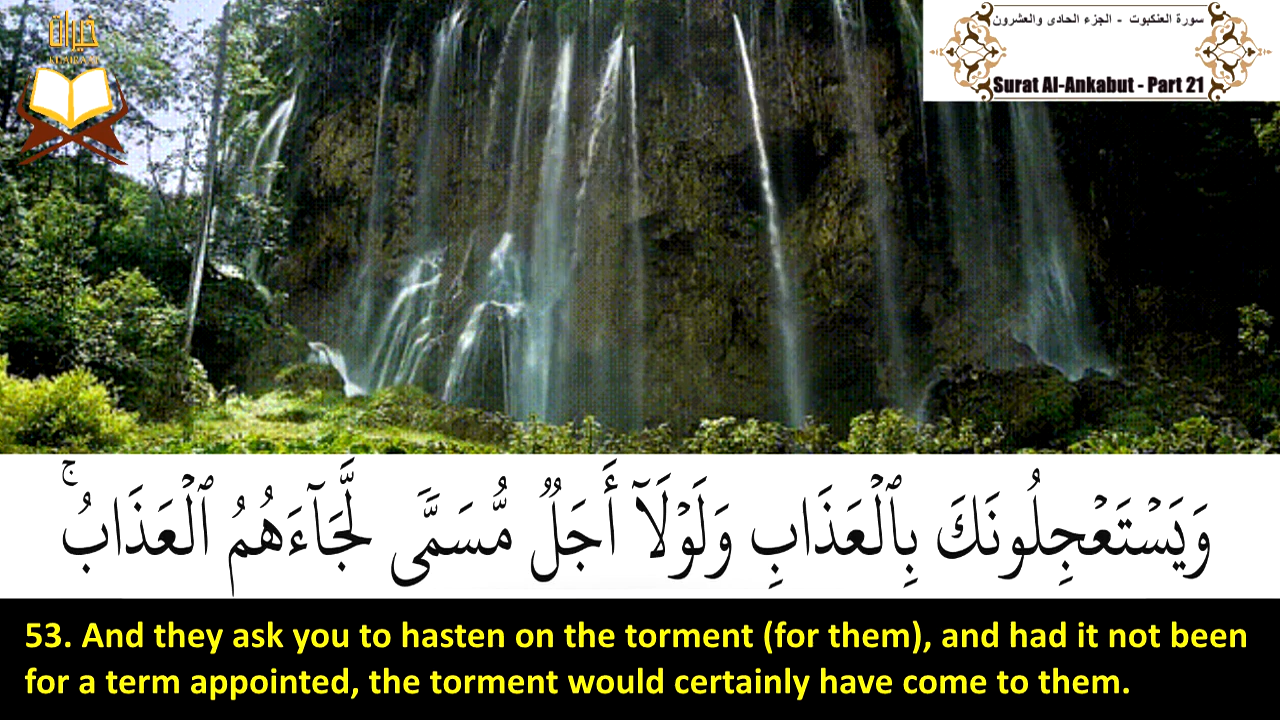 خيرات
KHAIRAAT
سورة العنكبوت - الجزء الحادى والعشرون
Surat Al-Ankabut - Part 21
وَيَسْتَعْجِلُونَكَ بِٱلْعَذَابِ وَلَوْلَآ أَجَلٌ مُّسَمًّى لَّجَآءَهُمُ ٱلْعَذَابُ ۚ
53. And they ask you to hasten on the torment (for them), and had it not been
for a term appointed, the torment would certainly have come to them.